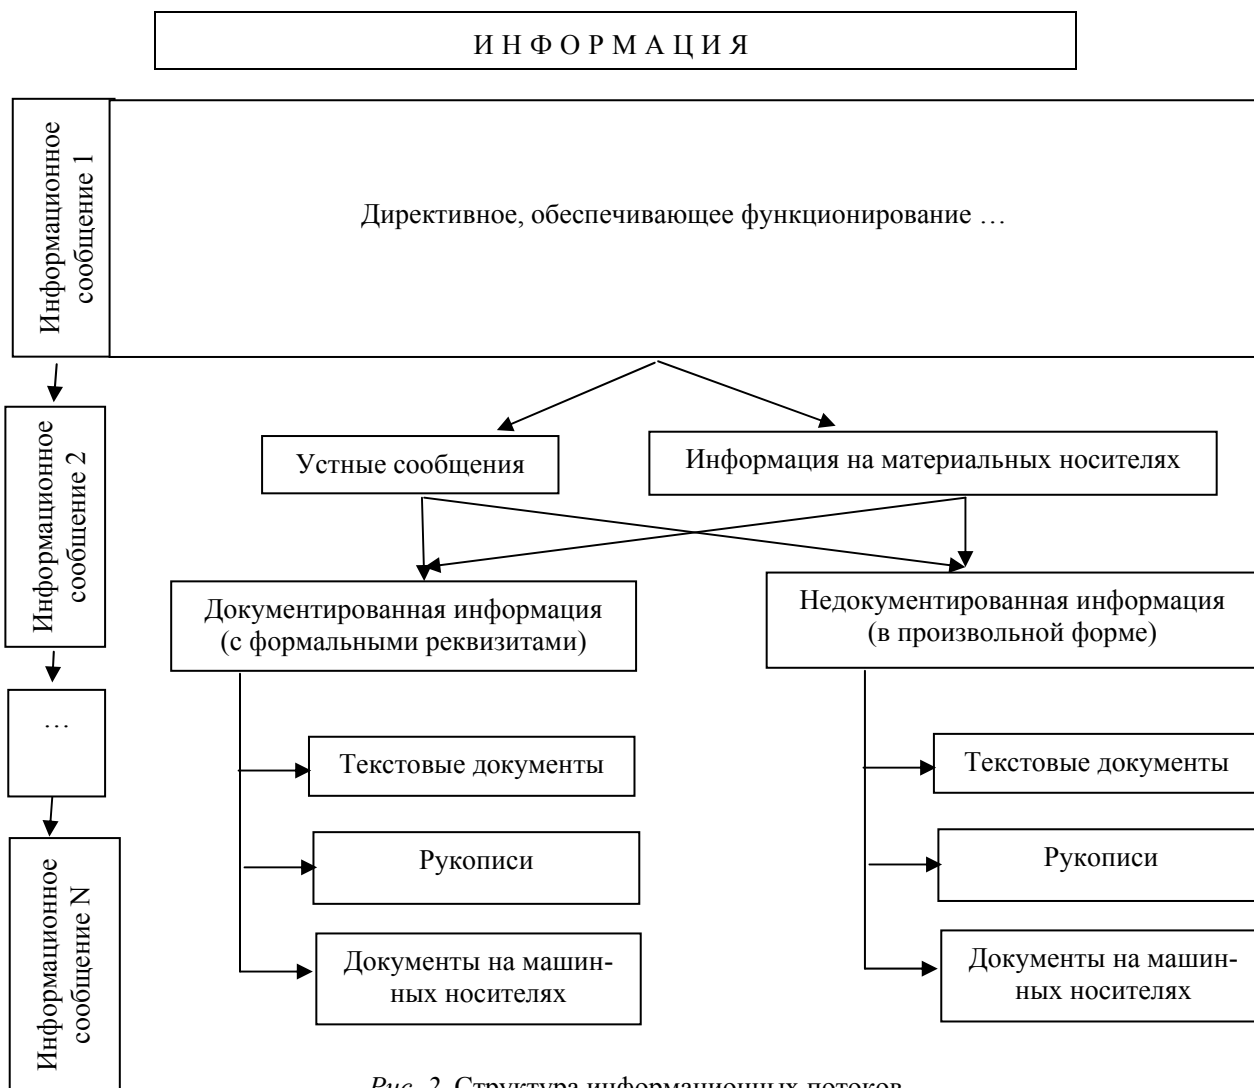 И Н Ф О Р М А Ц И Я
Информационное
сообщение 1
Директивное, обеспечивающее функционирование …
Информационное
сообщение 2
Устные сообщения
Информация на материальных носителях
Документированная информация
(с формальными реквизитами)
Недокументированная информация
(в произвольной форме)
…
Текстовые документы
Текстовые документы
Рукописи
Рукописи
Информационное
сообщение N
Документы на машин-
ных носителях
Документы на машин-
ных носителях
Рис. 2. Структура информационных потоков